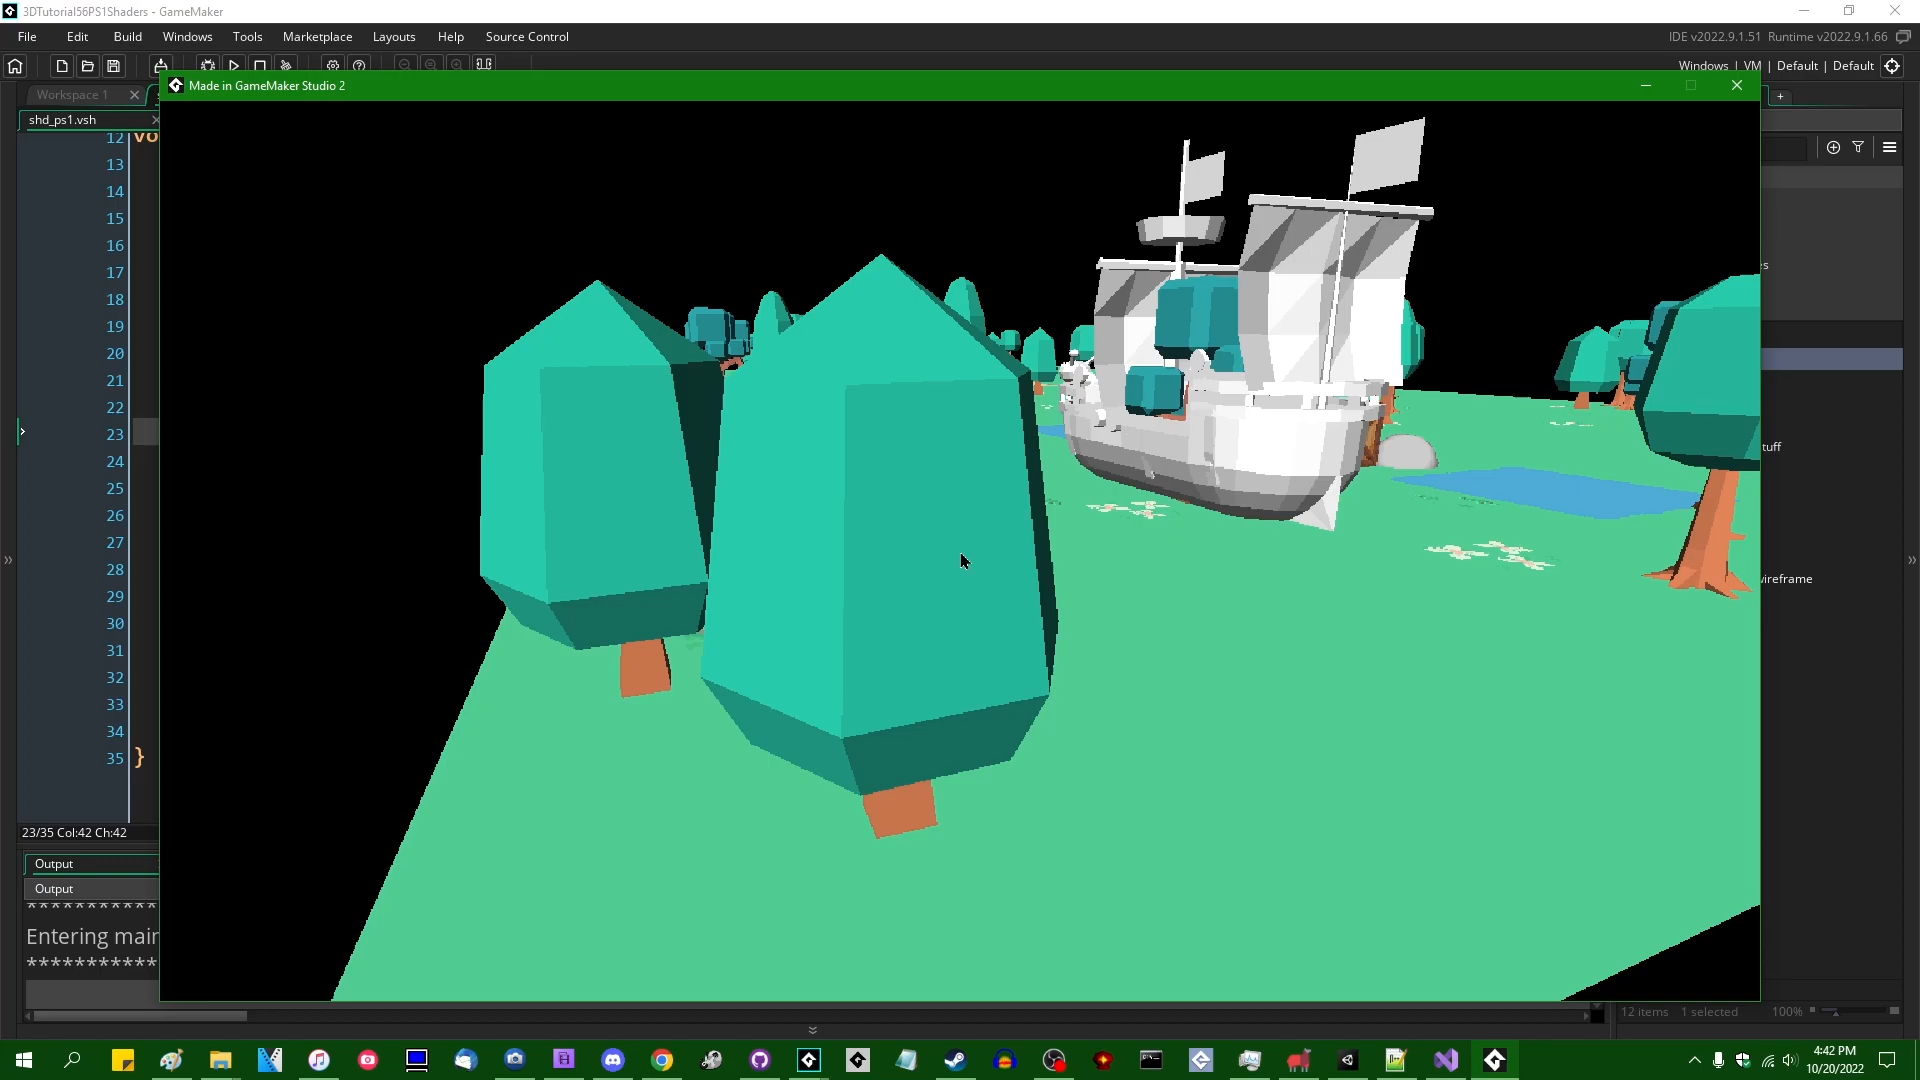 3DTutorial56PS1Shaders - GameMaker
File Edit Build Windows Tools Marketplace Layouts Help Source Control
IDE v2022.9.1.51 Runtime v2022.9.1.66
Windows | VM | Default | Default
Made in GameMaker Studio 2
Workspace 1
shd_ps1.vsh
12 vo
13
14
15
16
17
18
19
20
21
22
23
24
25
26
27
28
29
30
31
32
33
34
35 }
s
tuff
ireframe
23/35 Col:42 Ch:42
Output
Output
***********
Entering mair
***********
12 items 1 selected 100%
4:42 PM
10/20/2022